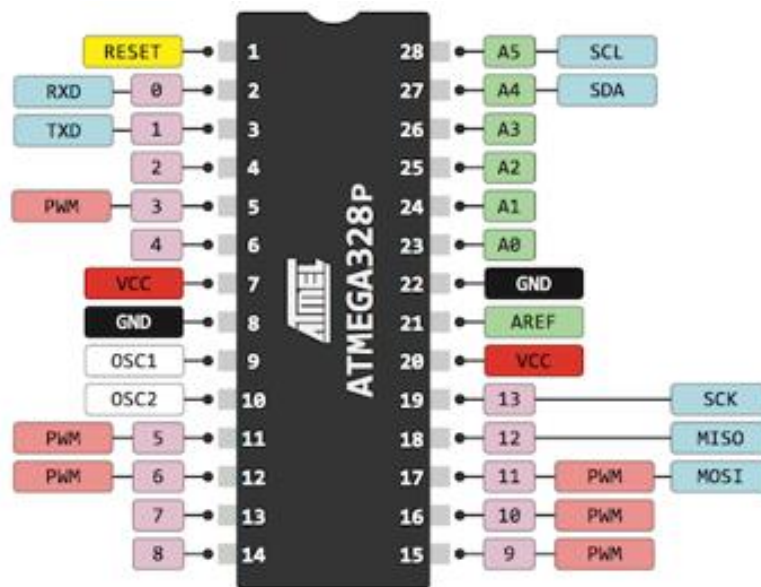 RESET 1 28 A5 SCL
RXD 0 2 27 A4 SDA
TXD 1 3 26 A3
2 4 25 A2
PWM 3 5 24 A1
4 6 23 A0
VCC 7 22 GND
GND 8 21 AREF
OSC1 9 20 VCC
OSC2 10 19 13 SCK
PWM 5 11 18 12 MISO
PWM 6 12 17 11 PWM MOSI
7 13 16 10 PWM
8 14 15 9 PWM
ATMEL
ATMEGA328P